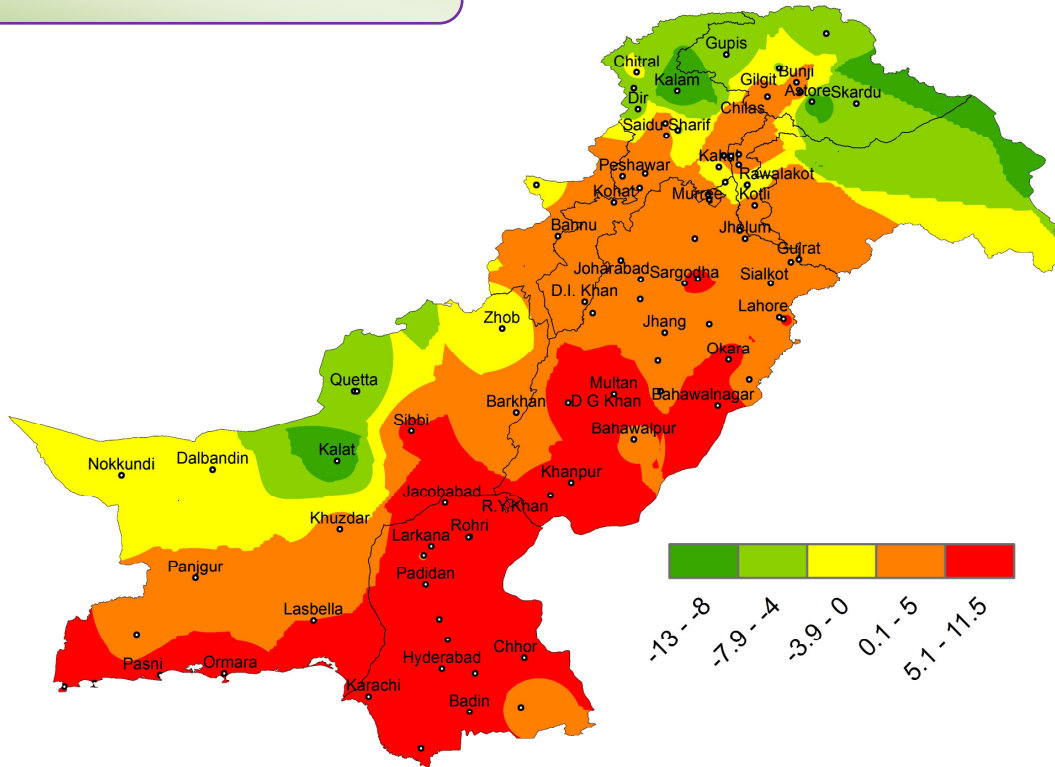 Gupis
Chitral
Kalam
Gilgit
Bunji
Dir
Astore
Skardu
Chilas
Saidu Sharif
Peshawar
Rawalakot
Kohat
Murree
Kotli
Bannu
Jhelum
Gujrat
Joharabad
Sargodha
Sialkot
D.I. Khan
Lahore
Zhob
Jhang
Okara
Quetta
Multan
Barkhan
D G Khan
Bahawalnagar
Sibbi
Bahawalpur
Kalat
Dalbandin
Nokkundi
Khanpur
Jacobabad
R.Y.Khan
Khuzdar
Rohri
Larkana
Panjgur
Padidan
Lasbella
Chhor
Hyderabad
Pasni
Ormara
Karachi
Badin
-13 - -8
-7.9 - -4
-3.9 - 0
0.1 - 5
5.1 - 11.5